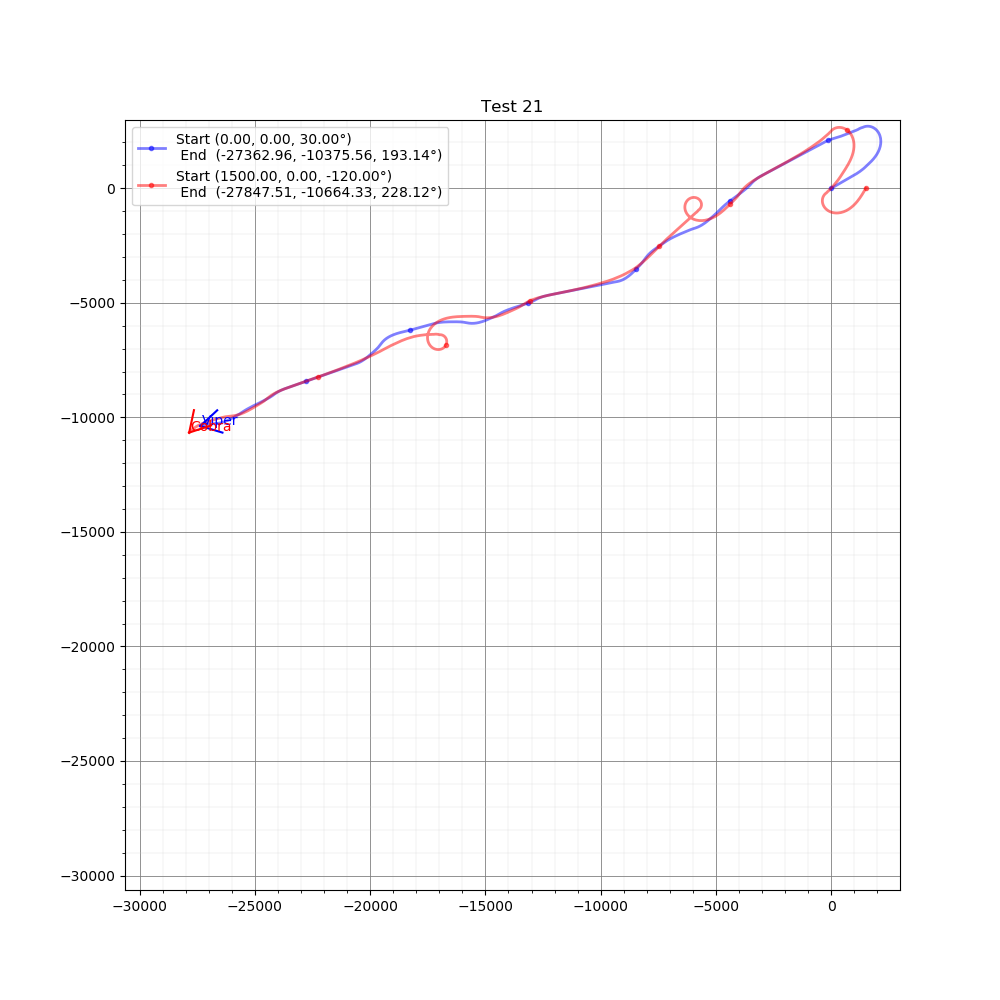 Test 21
Start (0.00, 0.00, 30.00°)
End (-27362.96, -10375.56, 193.14°)
Start (1500.00, 0.00, -120.00°)
End (-27847.51, -10664.33, 228.12°)
0
−5000
−10000
Viper
−15000
−20000
−25000
−30000
−30000 −25000 −20000 −15000 −10000 −5000 0